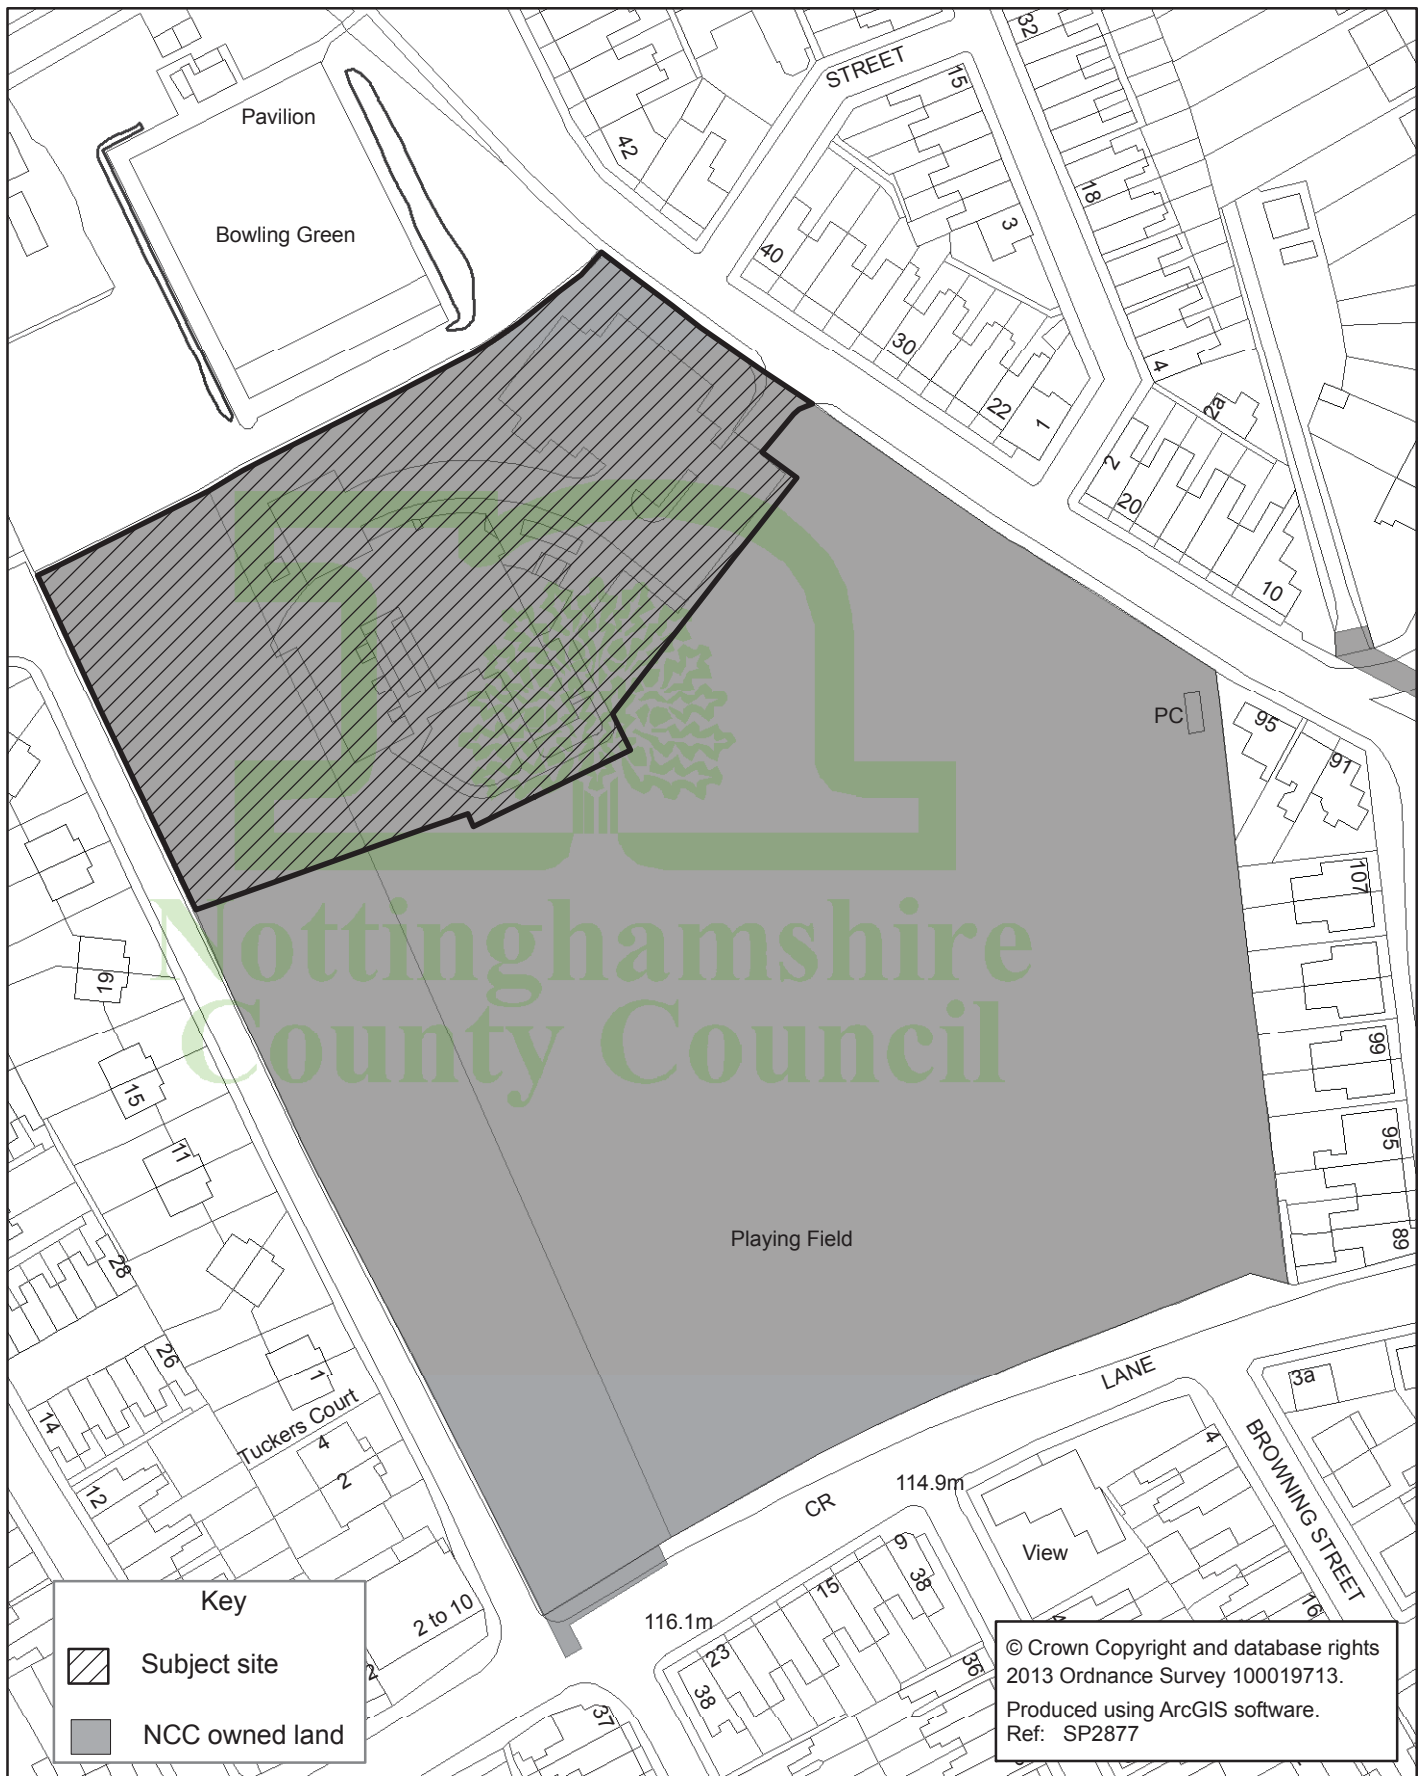 STREET
32
15
Pavilion
42
18
Bowling Green
3
40
30
4
22
1
2a
2
20
10
PC
95
91
107
Nottinghamshire
County Council
19
99
15
95
11
Playing Field
89
28
26
1
LANE
3a
14
Tuckers Court
4
2
4
BROWNING STREET
12
CR
114.9m
View
9
38
15
16
2 to 10
116.1m
4
23
36
2
38
37
Key
Subject site
NCC owned land
© Crown Copyright and database rights
2013 Ordnance Survey 100019713.
Produced using ArcGIS software.
Ref: SP2877